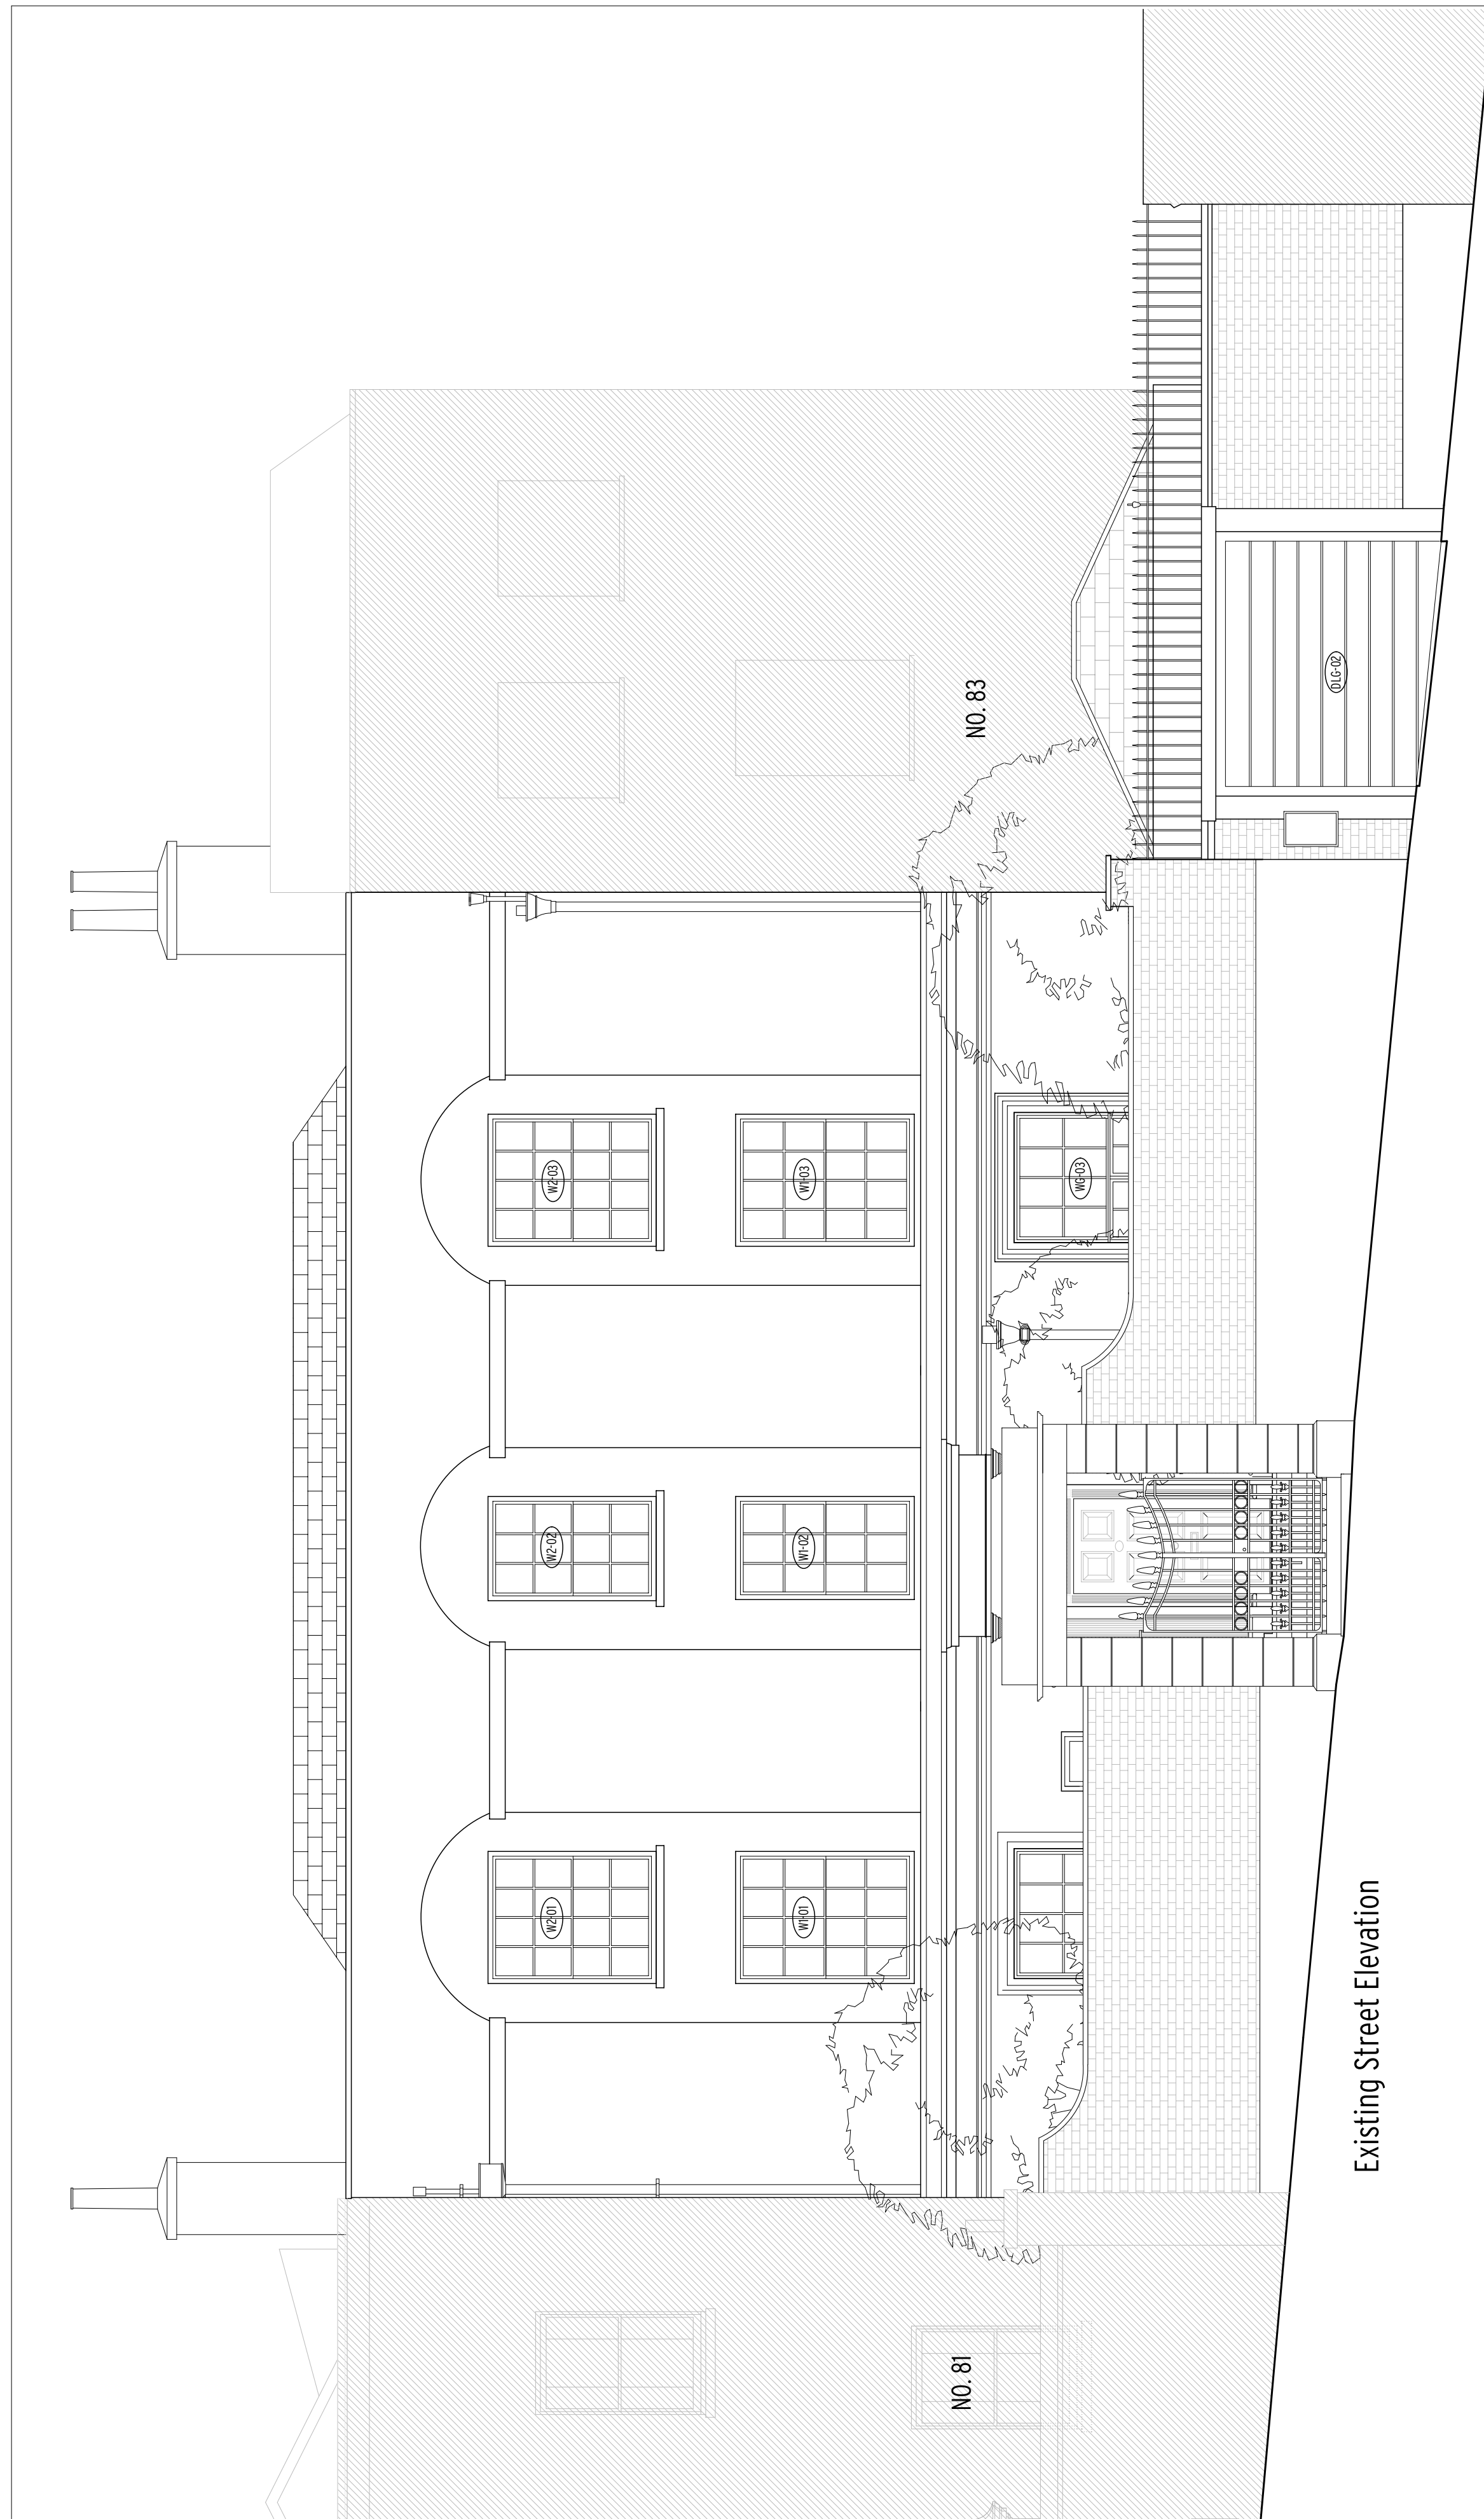 W2-01
W2-02
W2-03
W1-01
W1-02
W1-03
NO. 81
NO. 83
WG-03
DLG-02
Existing Street Elevation